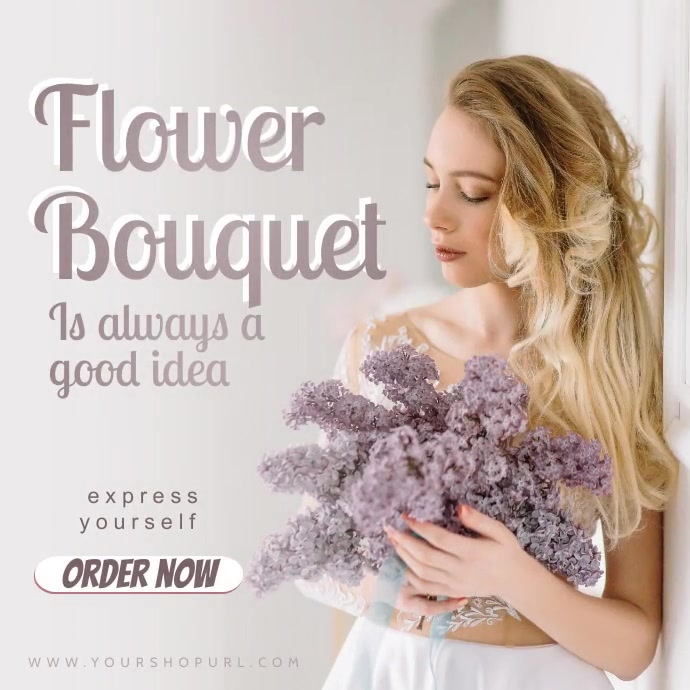 Flower
Bouquet
Is always a
good idea
express
yourself
ORDER NOW
WWW.YOURSHOPURL.COM